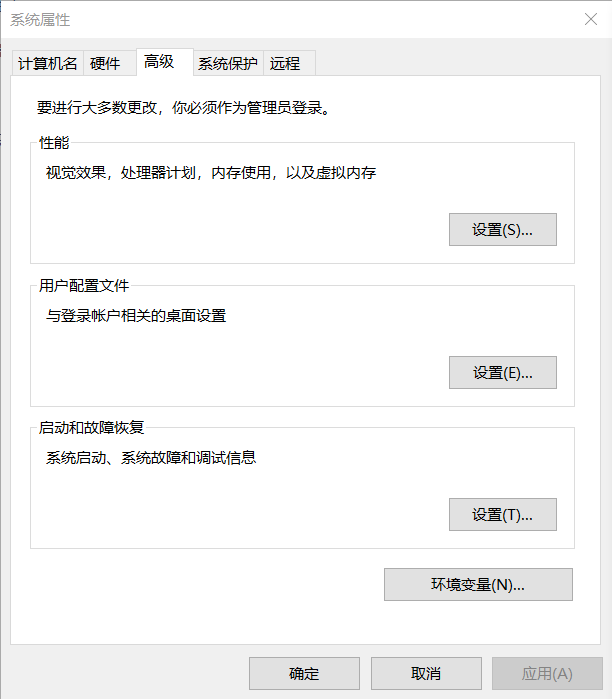 系统属性
计算机名 硬件 高级 系统保护 远程
要进行大多数更改，你必须作为管理员登录。
性能
视觉效果，处理器计划，内存使用，以及虚拟内存
设置(S)...
用户配置文件
与登录帐户相关的桌面设置
设置(E)...
启动和故障恢复
系统启动、系统故障和调试信息
设置(T)...
环境变量(N)...
确定 取消 应用(A)